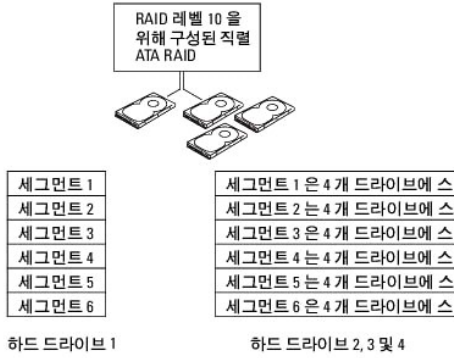 RAID 레벨 10 을
위해 구성된 직렬
ATA RAID
세그먼트 1
세그먼트 2
세그먼트 3
세그먼트 4
세그먼트 5
세그먼트 6
하드 드라이브 1
세그먼트 1 은 4 개 드라이브에 스
세그먼트 2 는 4 개 드라이브에 스
세그먼트 3 은 4 개 드라이브에 스
세그먼트 4 는 4 개 드라이브에 스
세그먼트 5 는 4 개 드라이브에 스
세그먼트 6 은 4 개 드라이브에 스
하드 드라이브 2, 3 및 4